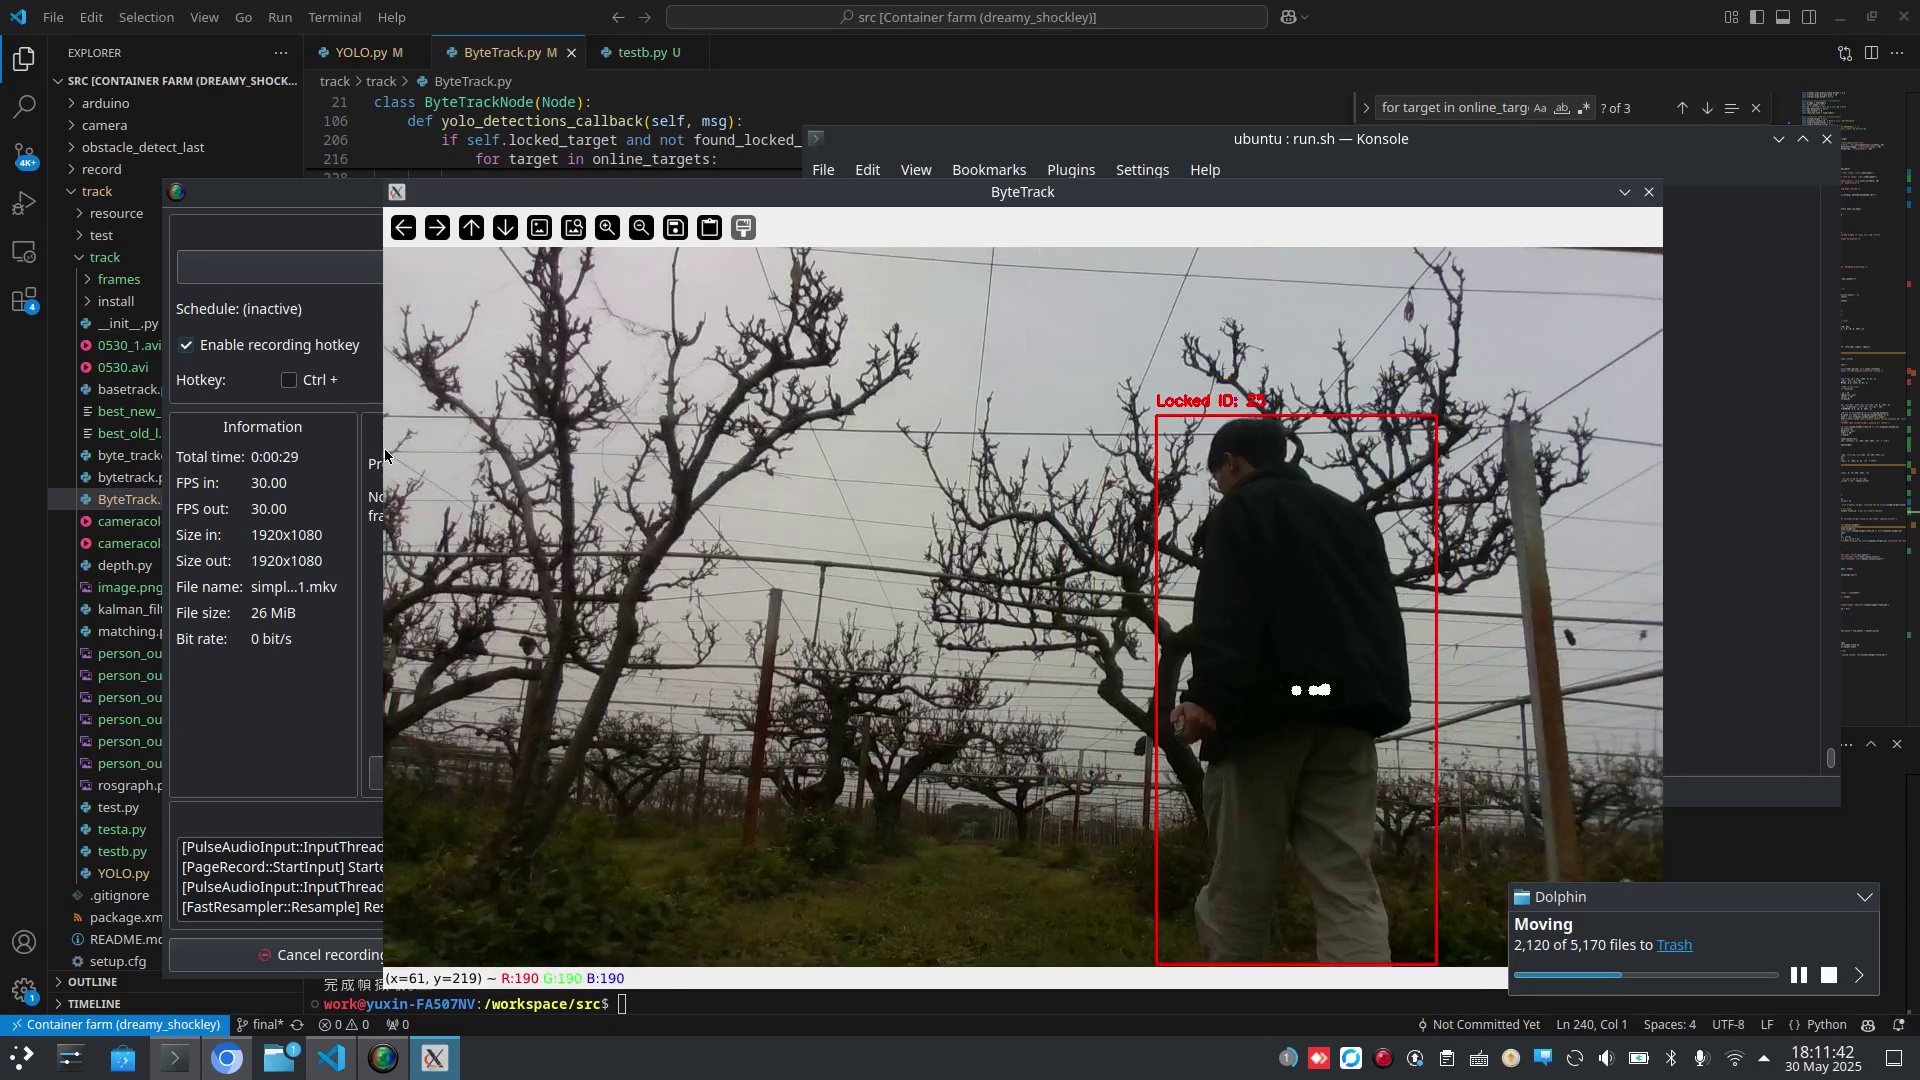 File Edit Selection View Go Run Terminal Help
src [Container farm (dreamy_shockley)]
EXPLORER
YOLO.py M
ByteTrack.py M
testb.py U
SRC [CONTAINER FARM (DREAMY_SHOCK...
track > track > ByteTrack.py
arduino
camera
obstacle_detect_last
record
track
resource
test
track
frames
install
__init__.py
0530_1.avi
0530.avi
basetrack.
best_new_
best_old_l.
byte_track
bytetrack.p
ByteTrack.
cameracol
cameracol
depth.py
image.png
kalman_filt
matching.p
person_ou
person_ou
person_ou
person_ou
person_ou
person_ou
rosgraph.p
test.py
testa.py
testb.py
YOLO.py
.gitignore
package.xm
README.md
setup.cfg
OUTLINE
TIMELINE
21 class ByteTrackNode(Node):
106 def yolo_detections_callback(self, msg):
206 if self.locked_target and not found_locked_
216 for target in online_targets:
for target in online_targ
Aa ab
? of 3
ubuntu : run.sh — Konsole
File Edit View Bookmarks Plugins Settings Help
ByteTrack
Schedule: (inactive)
Enable recording hotkey
Hotkey: Ctrl +
Information
Total time: 0:00:29
FPS in: 30.00
FPS out: 30.00
Size in: 1920x1080
Size out: 1920x1080
File name: simpl...1.mkv
File size: 26 MiB
Bit rate: 0 bit/s
Pr
No
fra
[PulseAudioInput::InputThread
[PageRecord::StartInput] Starte
[PulseAudioInput::InputThread
[FastResampler::Resample] Res
Cancel recording
Locked ID: 25
(x=61, y=219) ~ R:190 G:190 B:190
work@yuxin-FA507NV:/workspace/src$
Dolphin
Moving
2,120 of 5,170 files to Trash
Container farm (dreamy_shockley)
final*
0 0
0
Not Committed Yet
Ln 240, Col 1
Spaces: 4
UTF-8
LF
Python
4K+
4
1
1
1
18:11:42
30 May 2025